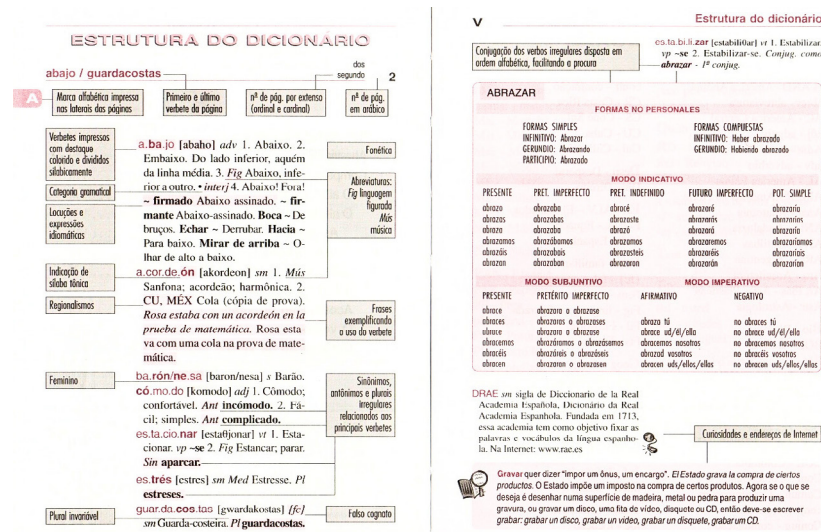 ESTRUTURA DO DICIONÁRIO
abajo / guardacostas
dos
segundo
2
A
Marca alfabética impressa
nas laterais das páginas
Primeiro e último
verbete da página
nº de pág. por extenso
(ordinal e cardinal)
nº de pág.
em arábico
Verbetes impressos
com destaque
colorido e divididos
silabicamente
Categoria gramatical
Locuções e
expressões
idiomáticas
Indicação de
sílaba tônica
Regionalismos
Feminino
Plural invariável
a.ba.jo [abaho] adv 1. Abaixo. 2.
Embaixo. Do lado inferior, aquém
da linha média. 3. Fig Abaixo, infe-
rior a outro. • interj 4. Abaixo! Fora!
~ firmado Abaixo assinado. ~ fir-
mante Abaixo-assinado. Boca ~ De
bruços. Echar ~ Derrubar. Hacia ~
Para baixo. Mirar de arriba ~ O-
lhar de alto a baixo.
a.cor.de.ón [akordeon] sm 1. Mús
Sanfona; acordeão; harmônica. 2.
CU, MÉX Cola (cópia de prova).
Rosa estaba con un acordeón en la
prueba de matemática. Rosa esta-
va com uma cola na prova de mate-
mática.
ba.rón/ne.sa [baron/nesa] s Barão.
có.mo.do [komodo] adj 1. Cômodo;
confortável. Ant incómodo. 2. Fá-
cil; simples. Ant complicado.
es.ta.cio.nar [estaθjonar] vt 1. Esta-
cionar. vp ~se 2. Fig Estancar; parar.
Sin aparcar.
es.trés [estres] sm Med Estresse. Pl
estreses.
guar.da.cos.tas [gwardakostas] [fc]
sm Guarda-costeira. Pl guardacostas.
Fonética
Abreviaturas:
Fig linguagem
figurada
Mús
música
Frases
exemplificando
o uso do verbete
Sinônimos,
antônimos e plurais
irregulares
relacionados aos
principais verbetes
Falso cognato
V
Estrutura do dicionário
Conjugação dos verbos irregulares disposta em
ordem alfabética, facilitando a procura
es.ta.bi.li.zar [estabiliθar] vt 1. Estabilizar.
vp ~se 2. Estabilizar-se. Conjug. como
abrazar - 1ª conjug.
ABRAZAR
FORMAS NO PERSONALES
FORMAS SIMPLES
INFINITIVO: Abrazar
GERUNDIO: Abrazando
PARTICIPIO: Abrazado
FORMAS COMPUESTAS
INFINITIVO: Haber abrazado
GERUNDIO: Habiendo abrazado
MODO INDICATIVO
PRESENTE PRET. IMPERFECTO PRET. INDEFINIDO FUTURO IMPERFECTO POT. SIMPLE
abrazo abrazaba abracé abrazaré abrazaría
abrazas abrazabas abrazaste abrazarás abrazarías
abraza abrazaba abrazó abrazará abrazaría
abrazamos abrazábamos abrazamos abrazaremos abrazaríamos
abrazáis abrazabais abrazasteis abrazaréis abrazaríais
abrazan abrazaban abrazaron abrazarán abrazarían
MODO SUBJUNTIVO MODO IMPERATIVO
PRESENTE PRETÉRITO IMPERFECTO AFIRMATIVO NEGATIVO
abrace abrazara o abrazase
abraces abrazaras o abrazases abraza tú no abraces tú
abrace abrazara o abrazase abrace ud/él/ella no abrace ud/él/ella
abracemos abrazáramos o abrazásemos abracemos nosotros no abracemos nosotros
abracéis abrazarais o abrazáseis abrazad vosotros no abracéis vosotros
abracen abrazaran o abrazasen abracen uds/ellos/ellas no abracen uds/ellos/ellas
DRAE sm sigla de Diccionario de la Real
Academia Española, Dicionário da Real
Academia Espanhola. Fundada em 1713,
essa academia tem como objetivo fixar as
palavras e vocábulos da língua espanho-
la. Na Internet: www.rae.es
Curiosidades e endereços de Internet
Gravar quer dizer "impor um ônus, um encargo". El Estado grava la compra de ciertos
productos. O Estado impõe um imposto na compra de certos produtos. Agora se o que se
deseja é desenhar numa superfície de madeira, metal ou pedra para produzir uma
gravura, ou gravar um disco, uma fita de vídeo, disquete ou CD, então deve-se escrever
grabar: grabar un disco, grabar un video, grabar un disquete, grabar um CD.